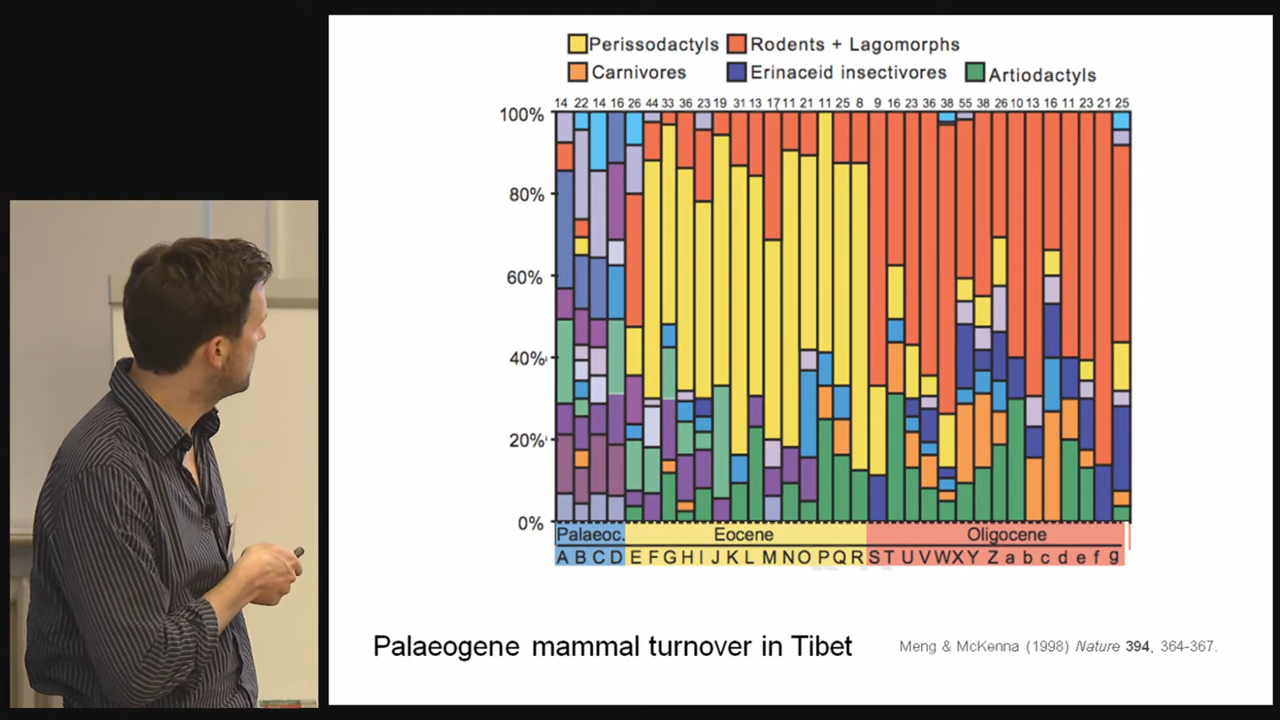 Perissodactyls Rodents + Lagomorphs
Carnivores Erinaceid insectivores Artiodactyls
14 22 14 16 26 44 33 36 23 19 31 13 17 11 21 11 25 8 9 16 23 36 38 55 38 26 10 13 16 11 23 21 25
100%
80%
60%
40%
20%
0%
Palaeoc. Eocene Oligocene
A B C D E F G H I J K L M N O P Q R S T U V W X Y Z a b c d e f g
Palaeogene mammal turnover in Tibet
Meng & McKenna (1998) Nature 394, 364-367.